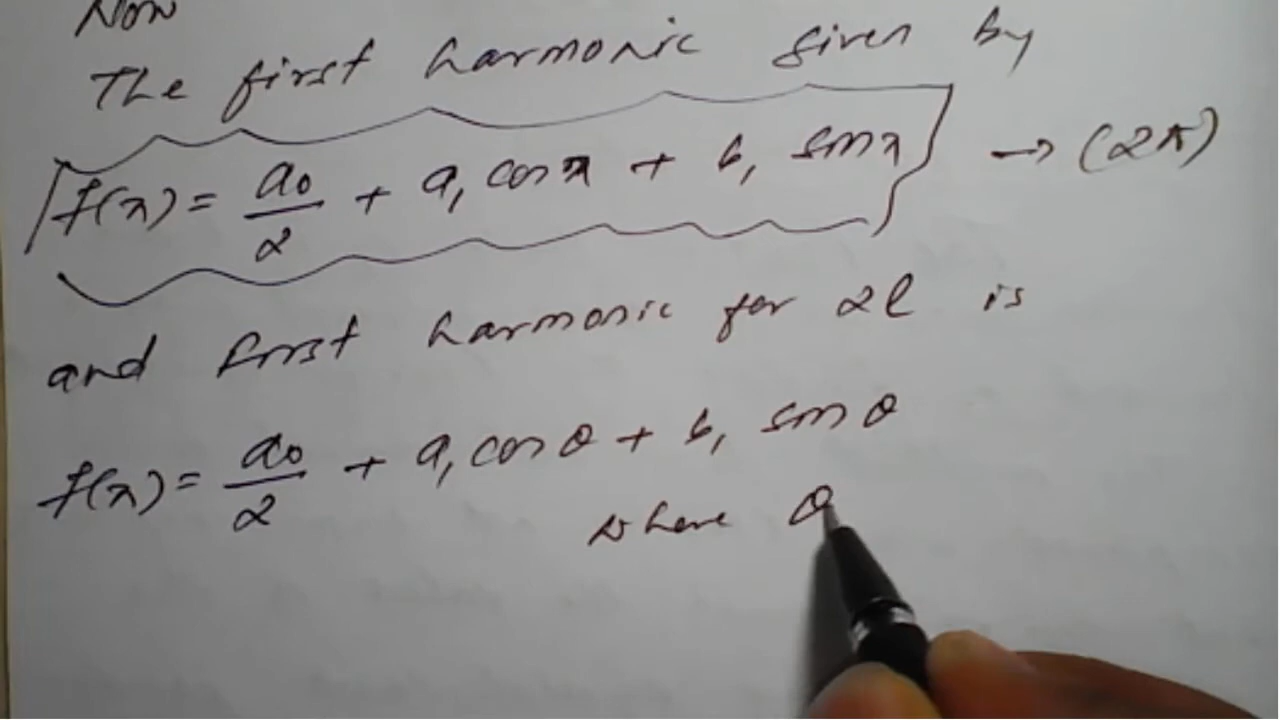 Now
The first harmonic given by
f(x) = a₀/2 + a₁ cos x + b₁ sin x → (2π)
and first harmonic for 2l is
f(x) = a₀/2 + a₁ cos θ + b₁ sin θ
where θ